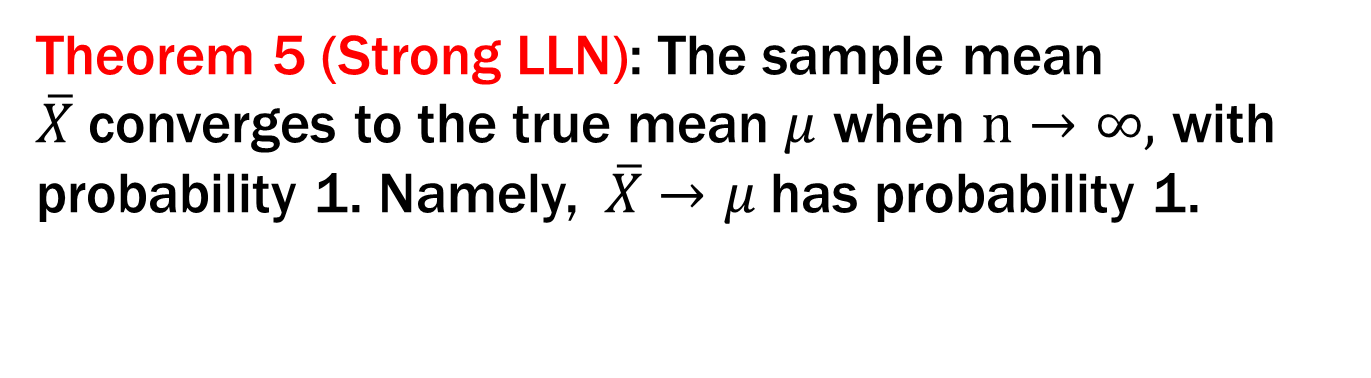 Theorem 5 (Strong LLN): The sample mean
X̅ converges to the true mean μ when n → ∞, with
probability 1. Namely, X̅ → μ has probability 1.